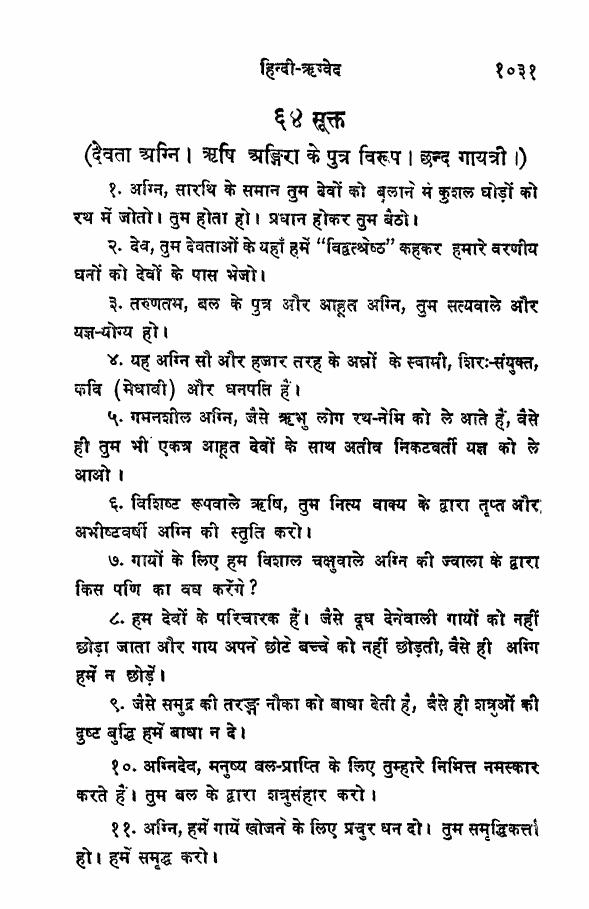 हिन्दी-ऋग्वेद १०३१
६४ सूक्त
(देवता अग्नि। ऋषि अङ्गिरा के पुत्र विरूप। छन्द गायत्री।)
१. अग्नि, सारथि के समान तुम देवों को बुलाने में कुशल घोड़ों को
रथ में जोतो। तुम होता हो। प्रधान होकर तुम बैठो।
२. देव, तुम देवताओं के यहाँ हमें “विद्वत्श्रेष्ठ” कहकर हमारे वरणीय
धनों को देवों के पास भेजो।
३. तरुणतम, बल के पुत्र और आहूत अग्नि, तुम सत्यवाले और
यज्ञ-योग्य हो।
४. यह अग्नि सौ और हजार तरह के अन्नों के स्वामी, शिरः-संयुक्त,
कवि (मेधावी) और धनपति हैं।
५. गमनशील अग्नि, जैसे ऋभु लोग रथ-नेमि को ले आते हैं, वैसे
ही तुम भी एकत्र आहूत देवों के साथ अतीव निकटवर्ती यज्ञ को ले
आओ।
६. विशिष्ट रूपवाले ऋषि, तुम नित्य वाक्य के द्वारा तृप्त और
अभीष्टवर्षी अग्नि की स्तुति करो।
७. गायों के लिए हम विशाल चक्षुवाले अग्नि की ज्वाला के द्वारा
किस पणि का वध करेंगे?
८. हम देवों के परिचारक हैं। जैसे दूध देनेवाली गायों को नहीं
छोड़ा जाता और गाय अपने छोटे बच्चे को नहीं छोड़ती, वैसे ही अग्नि
हमें न छोड़ें।
९. जैसे समुद्र की तरङ्ग नौका को बाधा देती है, वैसे ही शत्रुओं की
दुष्ट बुद्धि हमें बाधा न दे।
१०. अग्निदेव, मनुष्य बल-प्राप्ति के लिए तुम्हारे निमित्त नमस्कार
करते हैं। तुम बल के द्वारा शत्रुसंहार करो।
११. अग्नि, हमें गायें खोजने के लिए प्रचुर धन दो। तुम समृद्धिकर्त्ता
हो। हमें समृद्ध करो।